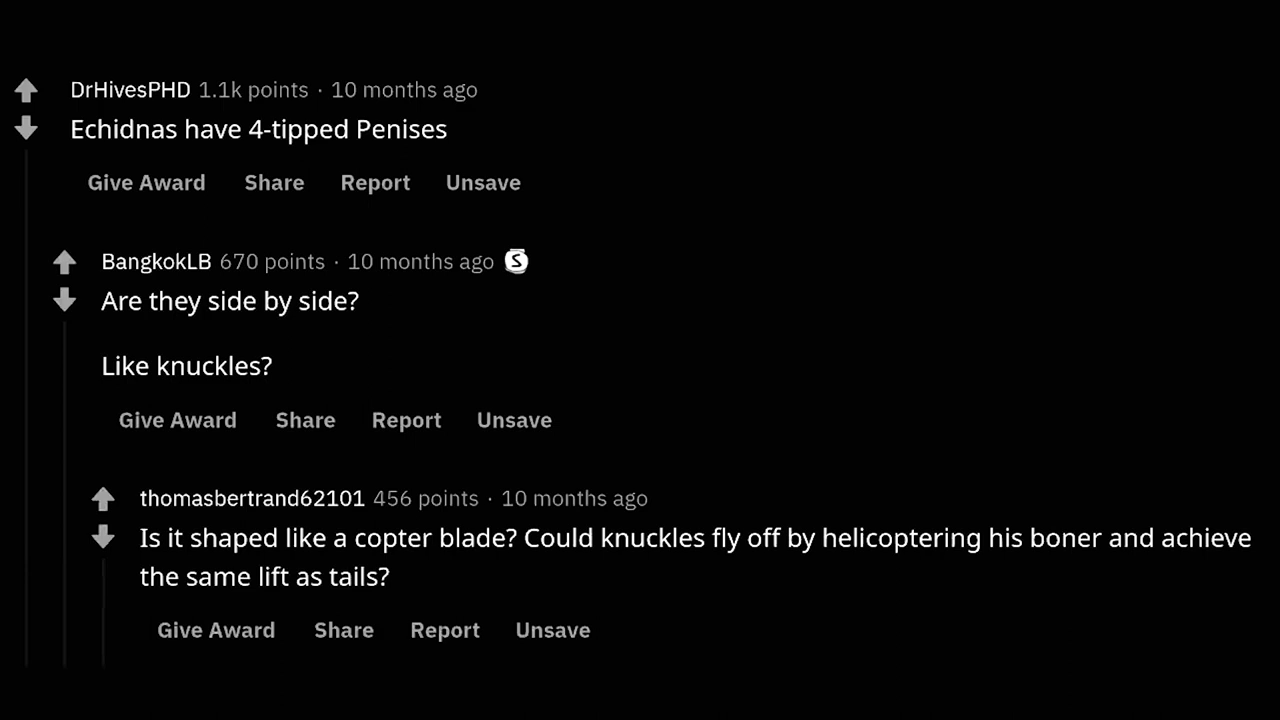 DrHivesPHD 1.1k points · 10 months ago
Echidnas have 4-tipped Penises
Give Award Share Report Unsave
BangkokLB 670 points · 10 months ago S
Are they side by side?
Like knuckles?
Give Award Share Report Unsave
thomasbertrand62101 456 points · 10 months ago
Is it shaped like a copter blade? Could knuckles fly off by helicoptering his boner and achieve
the same lift as tails?
Give Award Share Report Unsave